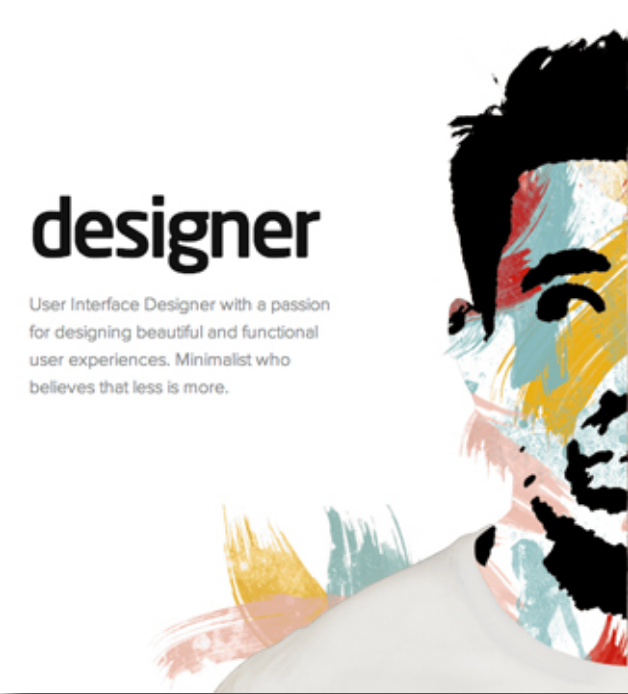 designer
User Interface Designer with a passion
for designing beautiful and functional
user experiences. Minimalist who
believes that less is more.